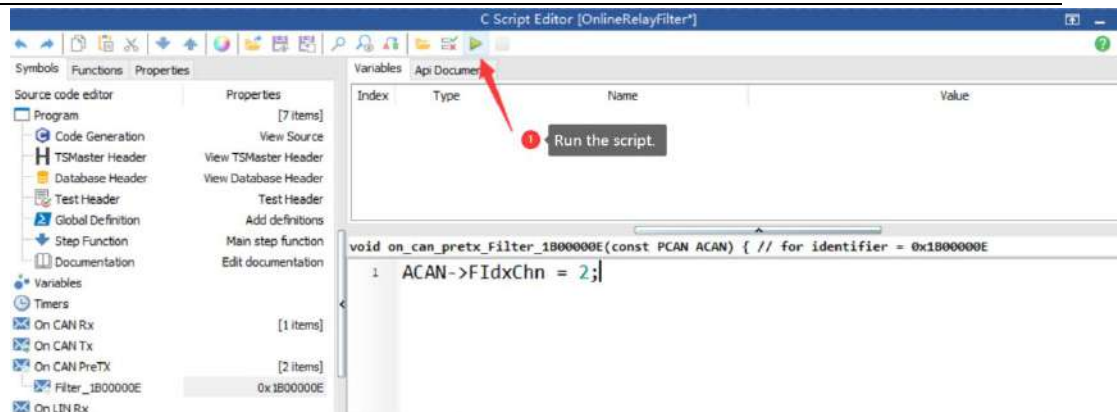 C Script Editor [OnlineRelayFilter*]
Symbols Functions Properties
Variables Api Documen
Source code editor Properties
Index Type Name Value
Program [7 items]
Code Generation View Source
TSMaster Header View TSMaster Header
Database Header View Database Header
Test Header Test Header
Global Definition Add definitions
Step Function Main step function
Documentation Edit documentation
Variables
Timers
On CAN Rx [1 items]
On CAN Tx
On CAN PreTX [2 items]
Filter_1B00000E 0x1B00000E
On LIN Rx
1 Run the script.
void on_can_pretx_Filter_1B00000E(const PCAN ACAN) { // for identifier = 0x1B00000E
1 ACAN->FIdxChn = 2;